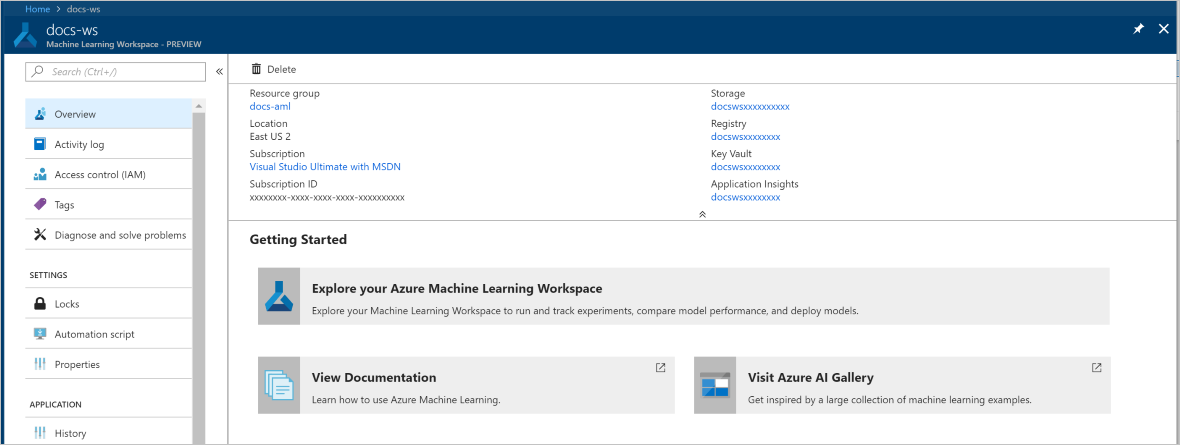 Home > docs-ws
docs-ws
Machine Learning Workspace - PREVIEW
Search (Ctrl+/)
Overview
Activity log
Access control (IAM)
Tags
Diagnose and solve problems
SETTINGS
Locks
Automation script
Properties
APPLICATION
History
Delete
Resource group
docs-aml
Location
East US 2
Subscription
Visual Studio Ultimate with MSDN
Subscription ID
xxxxxxxx-xxxx-xxxx-xxxx-xxxxxxxxxx
Storage
docswsxxxxxxxxxx
Registry
docswsxxxxxxxx
Key Vault
docswsxxxxxxxx
Application Insights
docswsxxxxxxxx
Getting Started
Explore your Azure Machine Learning Workspace
Explore your Machine Learning Workspace to run and track experiments, compare model performance, and deploy models.
View Documentation
Learn how to use Azure Machine Learning.
Visit Azure AI Gallery
Get inspired by a large collection of machine learning examples.